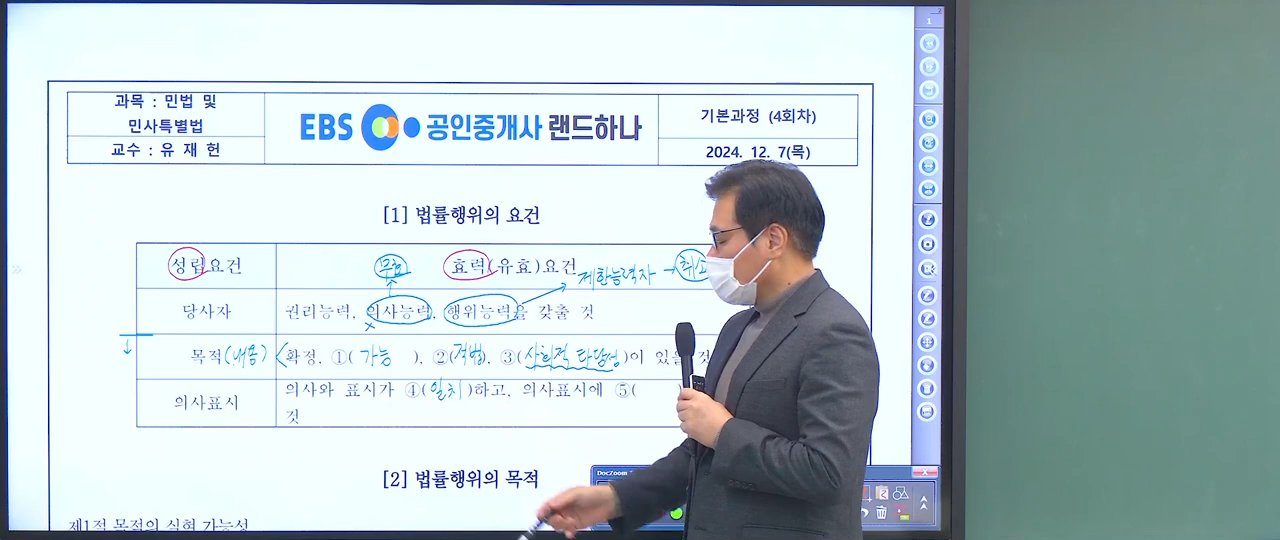 과목 : 민법 및
민사특별법
교수 : 유 재 헌
EBS 공인중개사 랜드하나
기본과정 (4회차)
2024. 12. 7(목)
[1] 법률행위의 요건
성립요건
무효
효력(유효)요건
제한능력자 → 취소
당사자
권리능력, 의사능력, 행위능력을 갖출 것
목적(내용)
확정, ①( 가능 ), ②(적법), ③(사회적 타당성)이 있을 것
의사표시
의사와 표시가 ④(일치)하고, 의사표시에 ⑤(
것
[2] 법률행위의 목적
제1절 목적의 실현 가능성
DocZoom
1